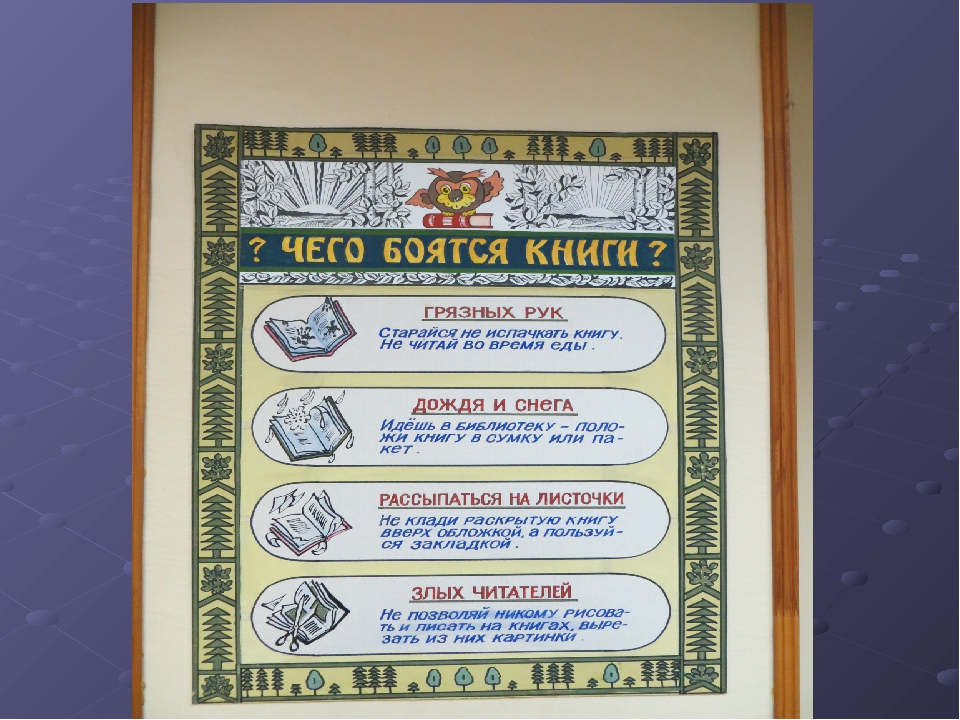 ? ЧЕГО БОЯТСЯ КНИГИ ?
ГРЯЗНЫХ РУК
Старайся не испачкать книгу.
Не читай во время еды.
ДОЖДЯ И СНЕГА
Идёшь в библиотеку – поло-
жи книгу в сумку или па-
кет.
РАССЫПАТЬСЯ НА ЛИСТОЧКИ
Не клади раскрытую книгу
вверх обложкой, а пользуй-
ся закладкой.
ЗЛЫХ ЧИТАТЕЛЕЙ
Не позволяй никому рисова-
ть и писать на книгах, выре-
зать из них картинки.